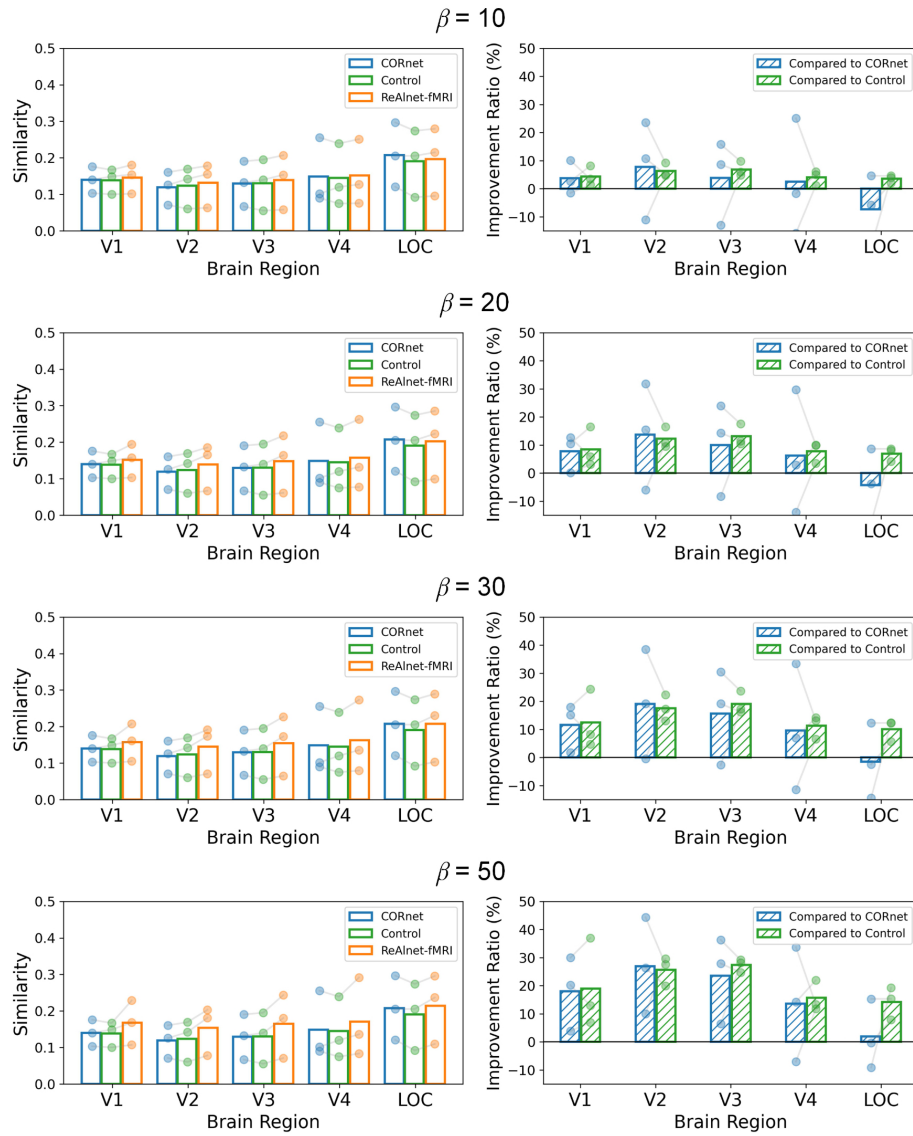 β = 10
0.5
0.4
0.3
0.2
0.1
0.0
Similarity
CORnet
Control
ReAlnet-fMRI
V1 V2 V3 V4 LOC
Brain Region
50
40
30
20
10
0
−10
Improvement Ratio (%)
Compared to CORnet
Compared to Control
V1 V2 V3 V4 LOC
Brain Region
β = 20
0.5
0.4
0.3
0.2
0.1
0.0
Similarity
CORnet
Control
ReAlnet-fMRI
V1 V2 V3 V4 LOC
Brain Region
50
40
30
20
10
0
−10
Improvement Ratio (%)
Compared to CORnet
Compared to Control
V1 V2 V3 V4 LOC
Brain Region
β = 30
0.5
0.4
0.3
0.2
0.1
0.0
Similarity
CORnet
Control
ReAlnet-fMRI
V1 V2 V3 V4 LOC
Brain Region
50
40
30
20
10
0
−10
Improvement Ratio (%)
Compared to CORnet
Compared to Control
V1 V2 V3 V4 LOC
Brain Region
β = 50
0.5
0.4
0.3
0.2
0.1
0.0
Similarity
CORnet
Control
ReAlnet-fMRI
V1 V2 V3 V4 LOC
Brain Region
50
40
30
20
10
0
−10
Improvement Ratio (%)
Compared to CORnet
Compared to Control
V1 V2 V3 V4 LOC
Brain Region